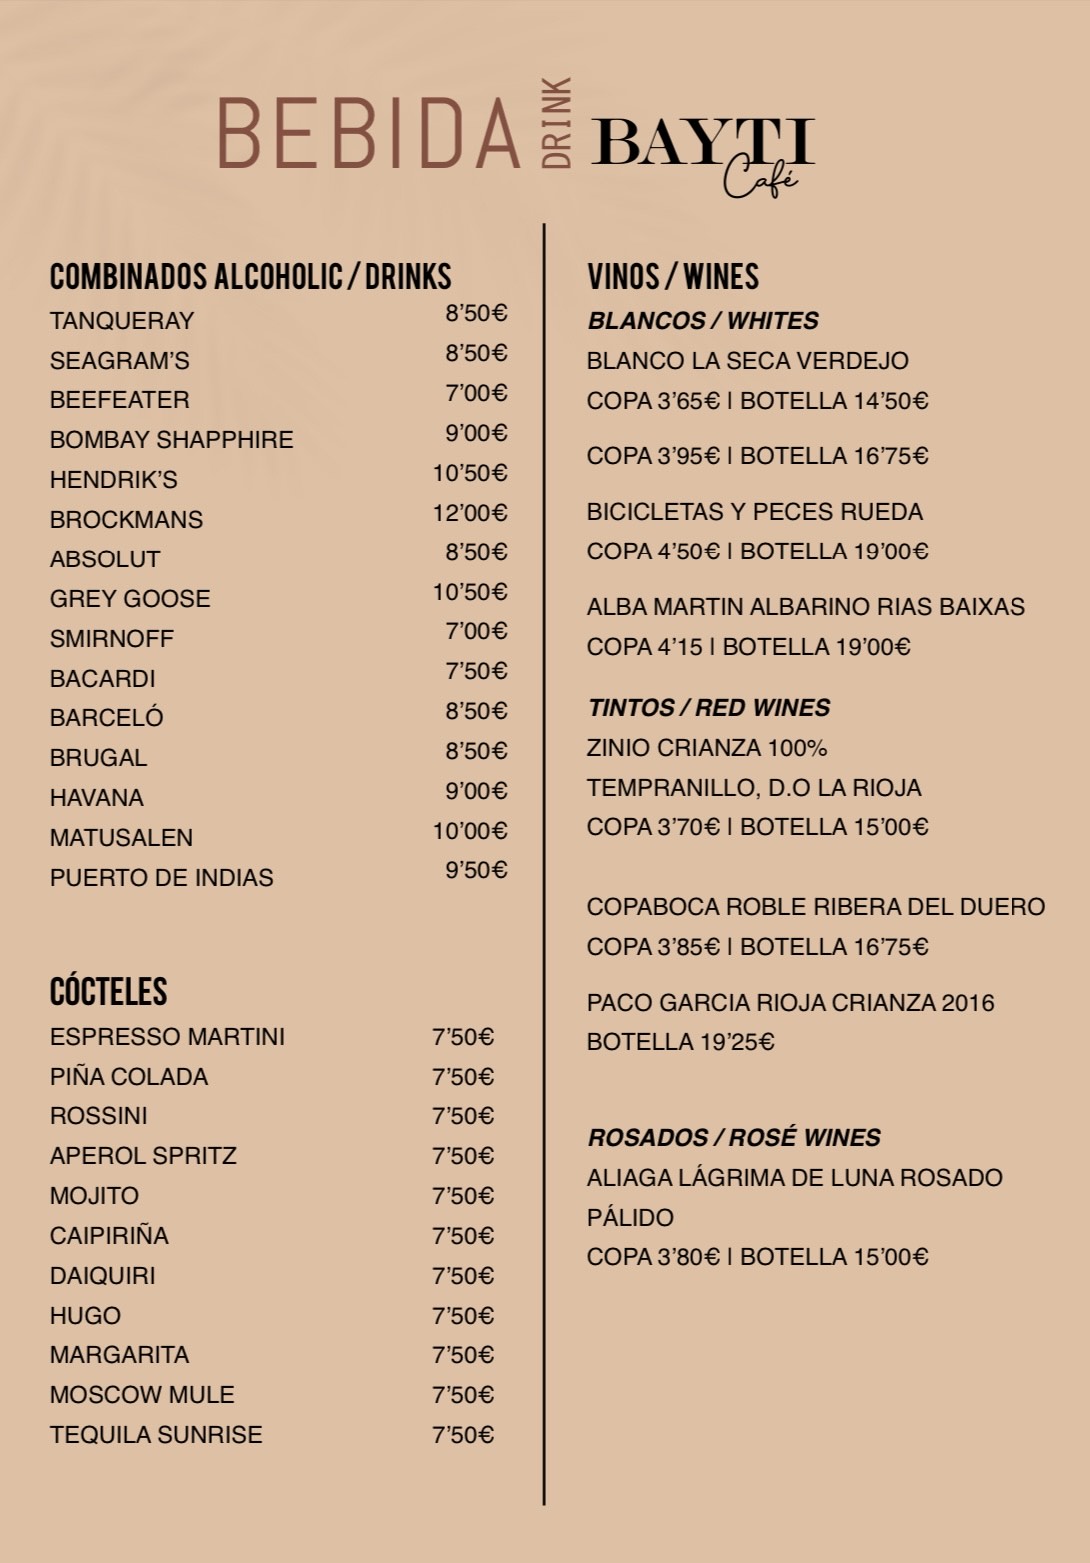 BEBIDA DRINK BAYTI
Café
COMBINADOS ALCOHOLIC / DRINKS
TANQUERAY 8'50€
SEAGRAM'S 8'50€
BEEFEATER 7'00€
BOMBAY SHAPPHIRE 9'00€
HENDRIK'S 10'50€
BROCKMANS 12'00€
ABSOLUT 8'50€
GREY GOOSE 10'50€
SMIRNOFF 7'00€
BACARDI 7'50€
BARCELÓ 8'50€
BRUGAL 8'50€
HAVANA 9'00€
MATUSALEN 10'00€
PUERTO DE INDIAS 9'50€
CÓCTELES
ESPRESSO MARTINI 7'50€
PIÑA COLADA 7'50€
ROSSINI 7'50€
APEROL SPRITZ 7'50€
MOJITO 7'50€
CAIPIRIÑA 7'50€
DAIQUIRI 7'50€
HUGO 7'50€
MARGARITA 7'50€
MOSCOW MULE 7'50€
TEQUILA SUNRISE 7'50€
VINOS / WINES
BLANCOS / WHITES
BLANCO LA SECA VERDEJO
COPA 3'65€ | BOTELLA 14'50€
COPA 3'95€ | BOTELLA 16'75€
BICICLETAS Y PECES RUEDA
COPA 4'50€ | BOTELLA 19'00€
ALBA MARTIN ALBARINO RIAS BAIXAS
COPA 4'15 | BOTELLA 19'00€
TINTOS / RED WINES
ZINIO CRIANZA 100%
TEMPRANILLO, D.O LA RIOJA
COPA 3'70€ | BOTELLA 15'00€
COPABOCA ROBLE RIBERA DEL DUERO
COPA 3'85€ | BOTELLA 16'75€
PACO GARCIA RIOJA CRIANZA 2016
BOTELLA 19'25€
ROSADOS / ROSÉ WINES
ALIAGA LÁGRIMA DE LUNA ROSADO
PÁLIDO
COPA 3'80€ | BOTELLA 15'00€